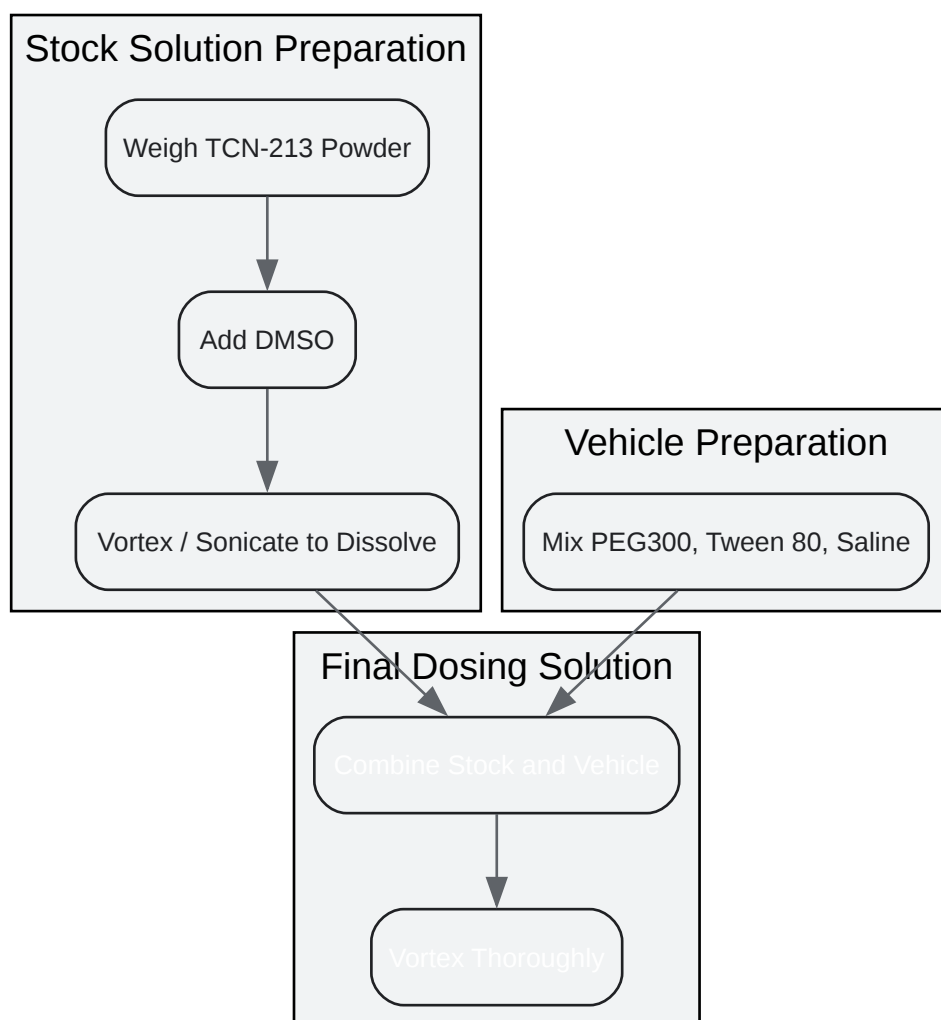 Stock Solution Preparation
Weigh TCN-213 Powder
Add DMSO
Vortex / Sonicate to Dissolve
Vehicle Preparation
Mix PEG300, Tween 80, Saline
Final Dosing Solution
Combine Stock and Vehicle
Vortex Thoroughly